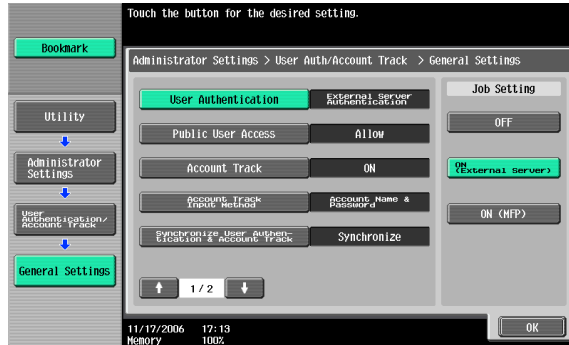 Touch the button for the desired setting.
Bookmark
Administrator Settings > User Auth/Account Track > General Settings
Utility
Administrator
Settings
User
Authentication/
Account Track
General Settings
User Authentication
External Server
Authentication
Public User Access
Allow
Account Track
ON
Account Track
Input Method
Account Name &
Password
Synchronize User Authen-
tication & Account Track
Synchronize
1/2
Job Setting
OFF
ON
(External Server)
ON (MFP)
11/17/2006 17:13
Memory 100%
OK